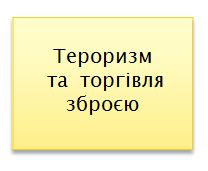 Тероризм
та торгівля
зброєю